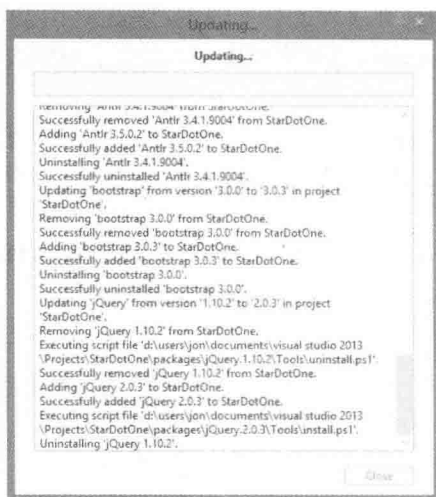 Updating...
Updating...
Removing 'Antlr 3.4.1.9004' from StarDotOne.
Successfully removed 'Antlr 3.4.1.9004' from StarDotOne.
Adding 'Antlr 3.5.0.2' to StarDotOne.
Successfully added 'Antlr 3.5.0.2' to StarDotOne.
Uninstalling 'Antlr 3.4.1.9004'.
Successfully uninstalled 'Antlr 3.4.1.9004'.
Updating 'bootstrap' from version '3.0.0' to '3.0.3' in project
'StarDotOne'.
Removing 'bootstrap 3.0.0' from StarDotOne.
Successfully removed 'bootstrap 3.0.0' from StarDotOne.
Adding 'bootstrap 3.0.3' to StarDotOne.
Successfully added 'bootstrap 3.0.3' to StarDotOne.
Uninstalling 'bootstrap 3.0.0'.
Successfully uninstalled 'bootstrap 3.0.0'.
Updating 'jQuery' from version '1.10.2' to '2.0.3' in project
'StarDotOne'.
Removing 'jQuery 1.10.2' from StarDotOne.
Executing script file 'd:\users\jon\documents\visual studio 2013
\Projects\StarDotOne\packages\jQuery.1.10.2\Tools\uninstall.ps1'.
Successfully removed 'jQuery 1.10.2' from StarDotOne.
Adding 'jQuery 2.0.3' to StarDotOne.
Successfully added 'jQuery 2.0.3' to StarDotOne.
Executing script file 'd:\users\jon\documents\visual studio 2013
\Projects\StarDotOne\packages\jQuery.2.0.3\Tools\install.ps1'.
Uninstalling 'jQuery 1.10.2'.
Close